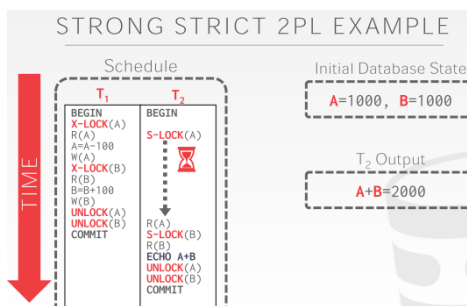 STRONG STRICT 2PL EXAMPLE
Schedule
T1 T2
BEGIN
X-LOCK(A)
R(A)
A=A-100
W(A)
X-LOCK(B)
R(B)
B=B+100
W(B)
UNLOCK(A)
UNLOCK(B)
COMMIT
BEGIN
S-LOCK(A)
R(A)
S-LOCK(B)
R(B)
ECHO A+B
UNLOCK(A)
UNLOCK(B)
COMMIT
TIME
Initial Database State
A=1000, B=1000
T2 Output
A+B=2000